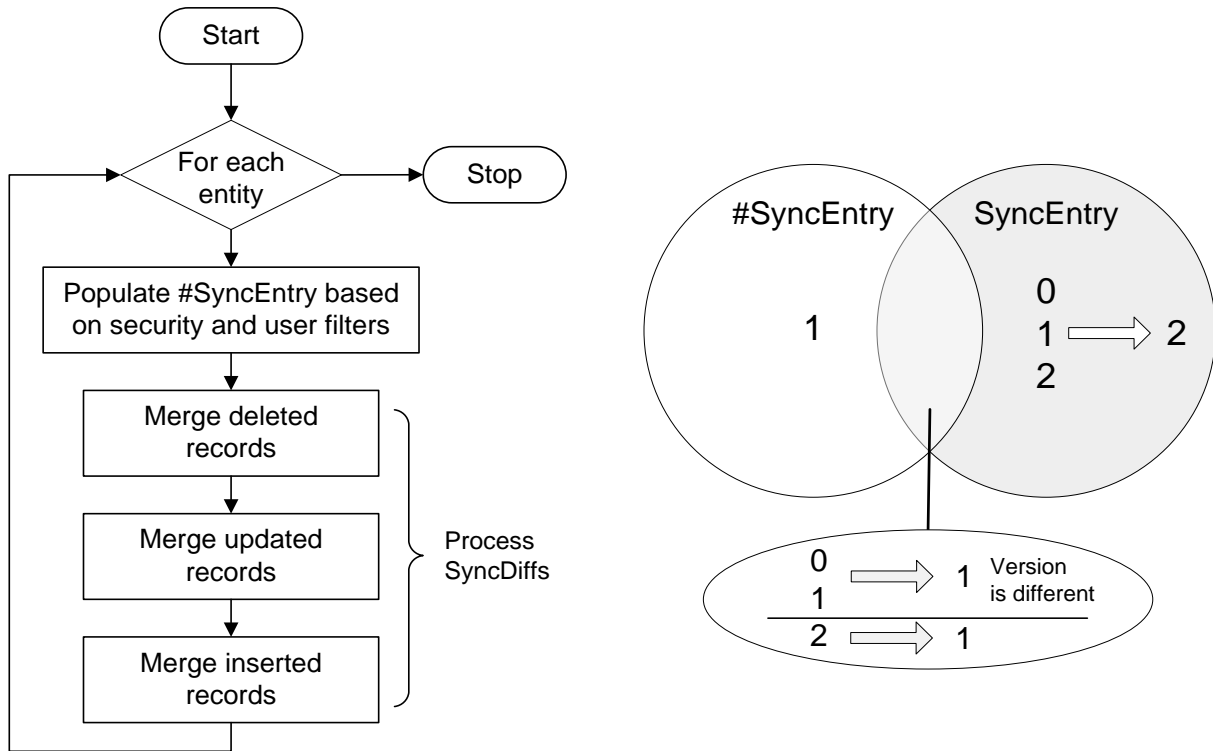 Start
For each
entity
Stop
Populate #SyncEntry based
on security and user filters
Merge deleted
records
Merge updated
records
Merge inserted
records
Process
SyncDiffs
#SyncEntry
SyncEntry
1
0
1
2
2
0
1
1
Version
is different
2
1